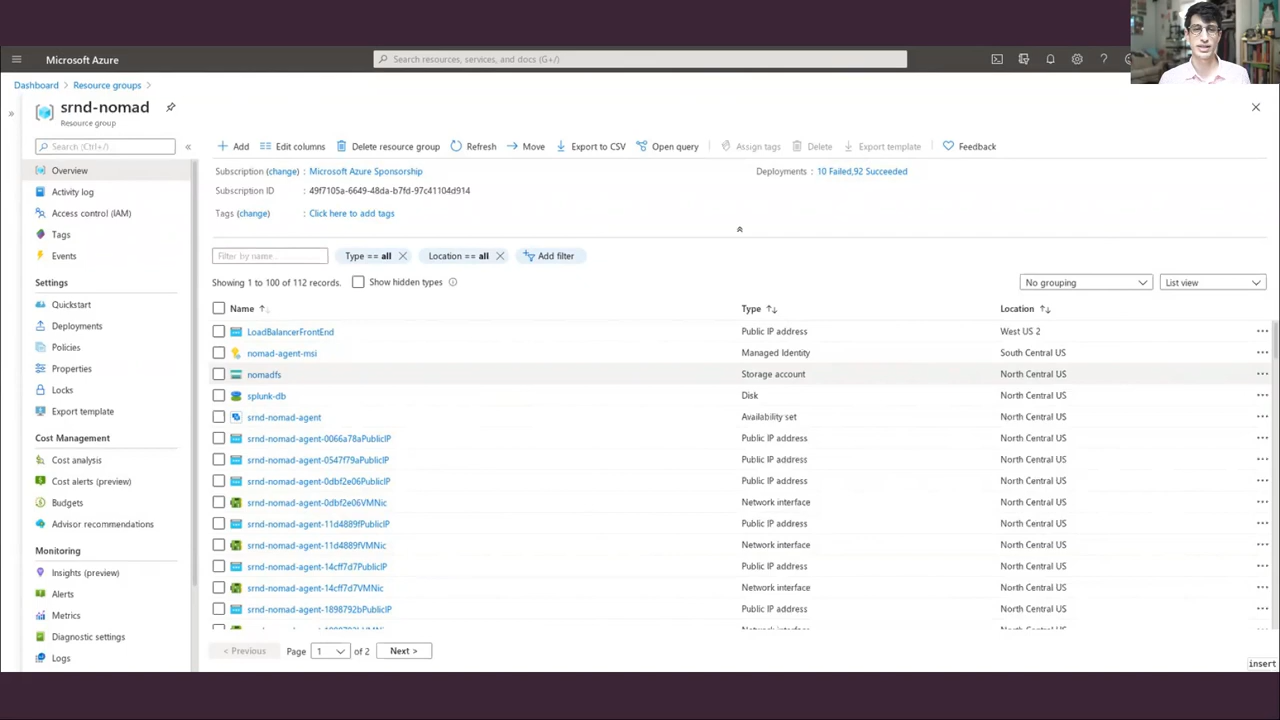 Microsoft Azure
Search resources, services, and docs (G+/)
Dashboard > Resource groups >
srnd-nomad
Resource group
Search (Ctrl+/)
Overview
Activity log
Access control (IAM)
Tags
Events
Settings
Quickstart
Deployments
Policies
Properties
Locks
Export template
Cost Management
Cost analysis
Cost alerts (preview)
Budgets
Advisor recommendations
Monitoring
Insights (preview)
Alerts
Metrics
Diagnostic settings
Logs
Add Edit columns Delete resource group Refresh Move Export to CSV Open query Assign tags Delete Export template Feedback
Subscription (change) : Microsoft Azure Sponsorship Deployments : 10 Failed,92 Succeeded
Subscription ID : 49f7105a-6649-48da-b7fd-97c41104d914
Tags (change) : Click here to add tags
Filter by name... Type == all Location == all Add filter
Showing 1 to 100 of 112 records. Show hidden types No grouping List view
Name Type Location
LoadBalancerFrontEnd Public IP address West US 2
nomad-agent-msi Managed Identity South Central US
nomadfs Storage account North Central US
splunk-db Disk North Central US
srnd-nomad-agent Availability set North Central US
srnd-nomad-agent-0066a78aPublicIP Public IP address North Central US
srnd-nomad-agent-0547f79aPublicIP Public IP address North Central US
srnd-nomad-agent-0dbf2e06PublicIP Public IP address North Central US
srnd-nomad-agent-0dbf2e06VMNic Network interface North Central US
srnd-nomad-agent-11d4889fPublicIP Public IP address North Central US
srnd-nomad-agent-11d4889fVMNic Network interface North Central US
srnd-nomad-agent-14cff7d7PublicIP Public IP address North Central US
srnd-nomad-agent-14cff7d7VMNic Network interface North Central US
srnd-nomad-agent-1898792bPublicIP Public IP address North Central US
< Previous Page 1 of 2 Next >
insert